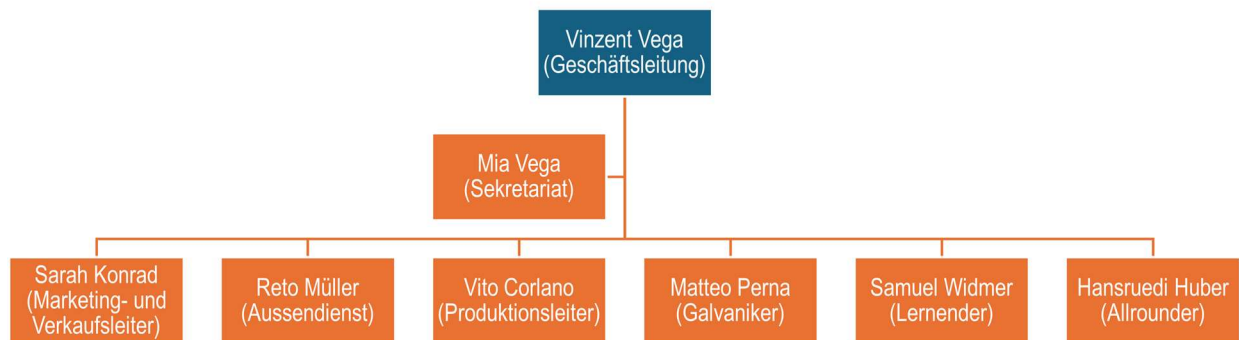 Vinzent Vega
(Geschäftsleitung)
Mia Vega
(Sekretariat)
Sarah Konrad
(Marketing- und
Verkaufsleiter)
Reto Müller
(Aussendienst)
Vito Corlano
(Produktionsleiter)
Matteo Perna
(Galvaniker)
Samuel Widmer
(Lernender)
Hansruedi Huber
(Allrounder)